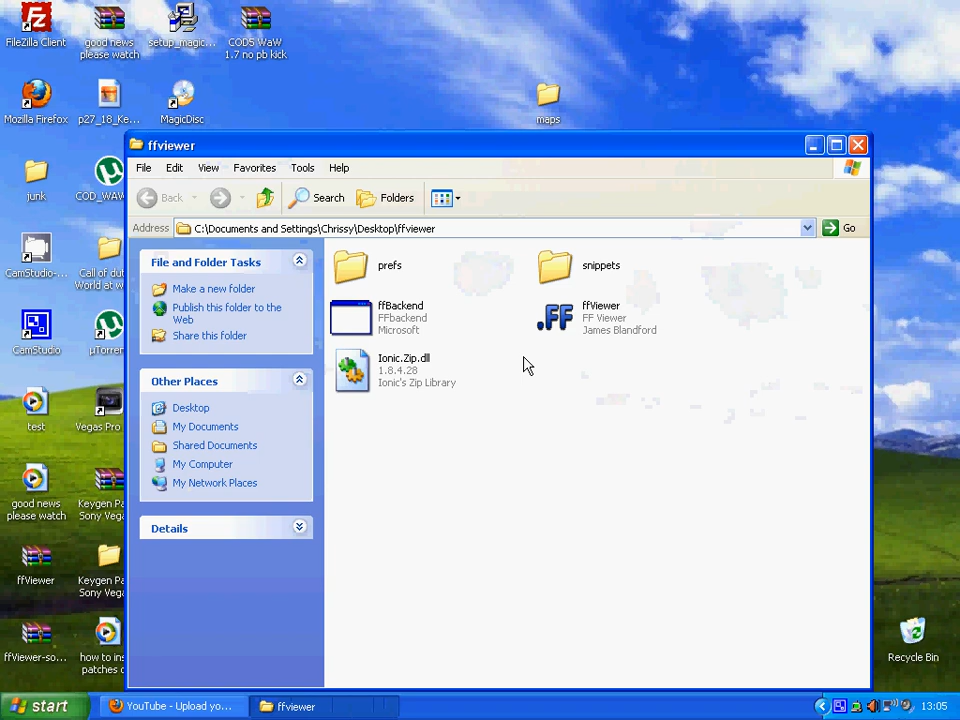 FileZilla Client
good news
please watch
setup_magic...
COD5 WaW
1.7 no pb kick
Mozilla Firefox
p27_18_Ke...
MagicDisc
maps
junk
COD_WAW
CamStudio-...
Call of dut
World at w
CamStudio
µTorren
test
Vegas Pro
good news
please watch
Keygen Pa
Sony Vega
ffViewer
Keygen Pa
Sony Vega
ffViewer-so...
how to ins
patches o
Recycle Bin
ffviewer
File Edit View Favorites Tools Help
Back Search Folders
Address C:\Documents and Settings\Chrissy\Desktop\ffviewer Go
File and Folder Tasks
Make a new folder
Publish this folder to the
Web
Share this folder
Other Places
Desktop
My Documents
Shared Documents
My Computer
My Network Places
Details
prefs
snippets
ffBackend
FFbackend
Microsoft
.FF
ffViewer
FF Viewer
James Blandford
Ionic.Zip.dll
1.8.4.28
Ionic's Zip Library
start
YouTube - Upload yo...
ffviewer
13:05